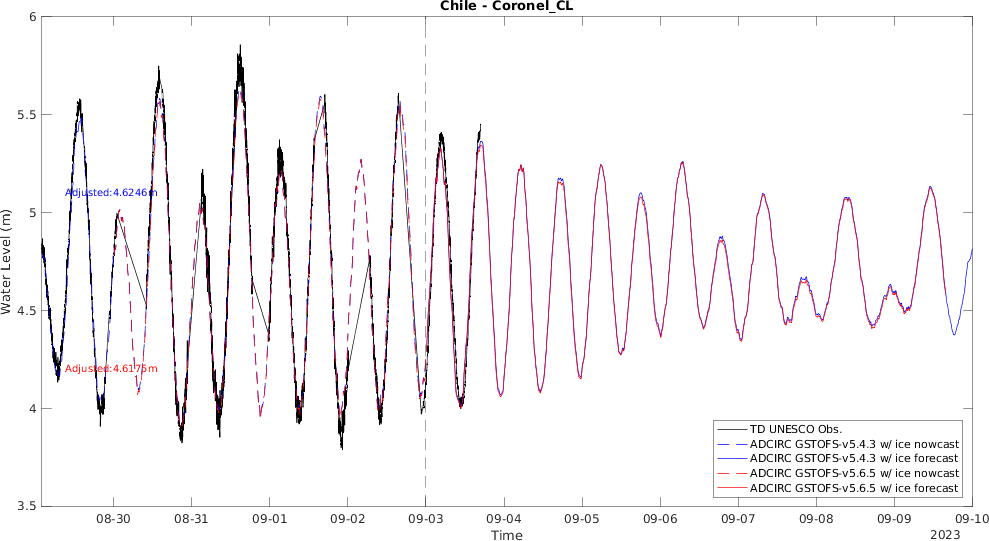 Chile - Coronel_CL
6
5.5
5
4.5
4
3.5
Water Level (m)
Adjusted:4.6246m
Adjusted:4.6175m
TD UNESCO Obs.
ADCIRC GSTOFS-v5.4.3 w/ ice nowcast
ADCIRC GSTOFS-v5.4.3 w/ ice forecast
ADCIRC GSTOFS-v5.6.5 w/ ice nowcast
ADCIRC GSTOFS-v5.6.5 w/ ice forecast
08-30 08-31 09-01 09-02 09-03 09-04 09-05 09-06 09-07 09-08 09-09 09-10
Time
2023